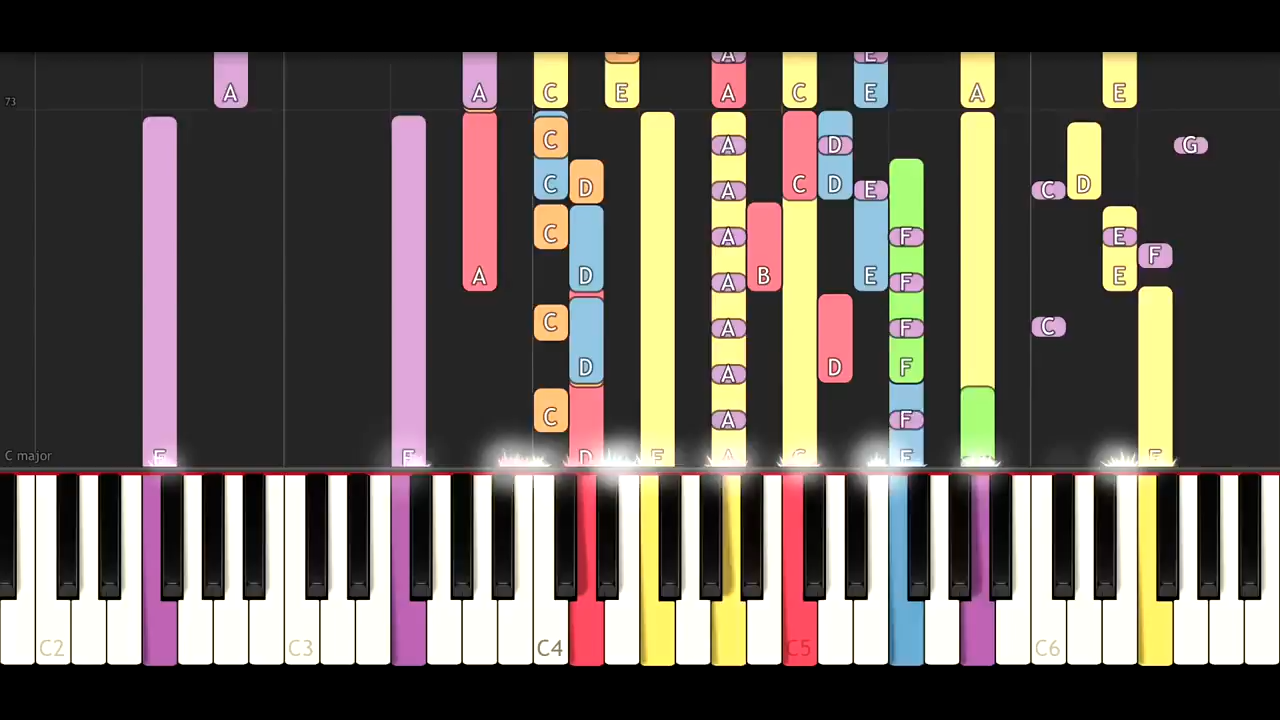 A A C E A A C E E A E
73
C A D G
C D A C D E C D
C A F E
F
A D B D A E F E
C A F C
D A D F
C A F
C major F F D F A C F F
C2 C3 C4 C5 C6